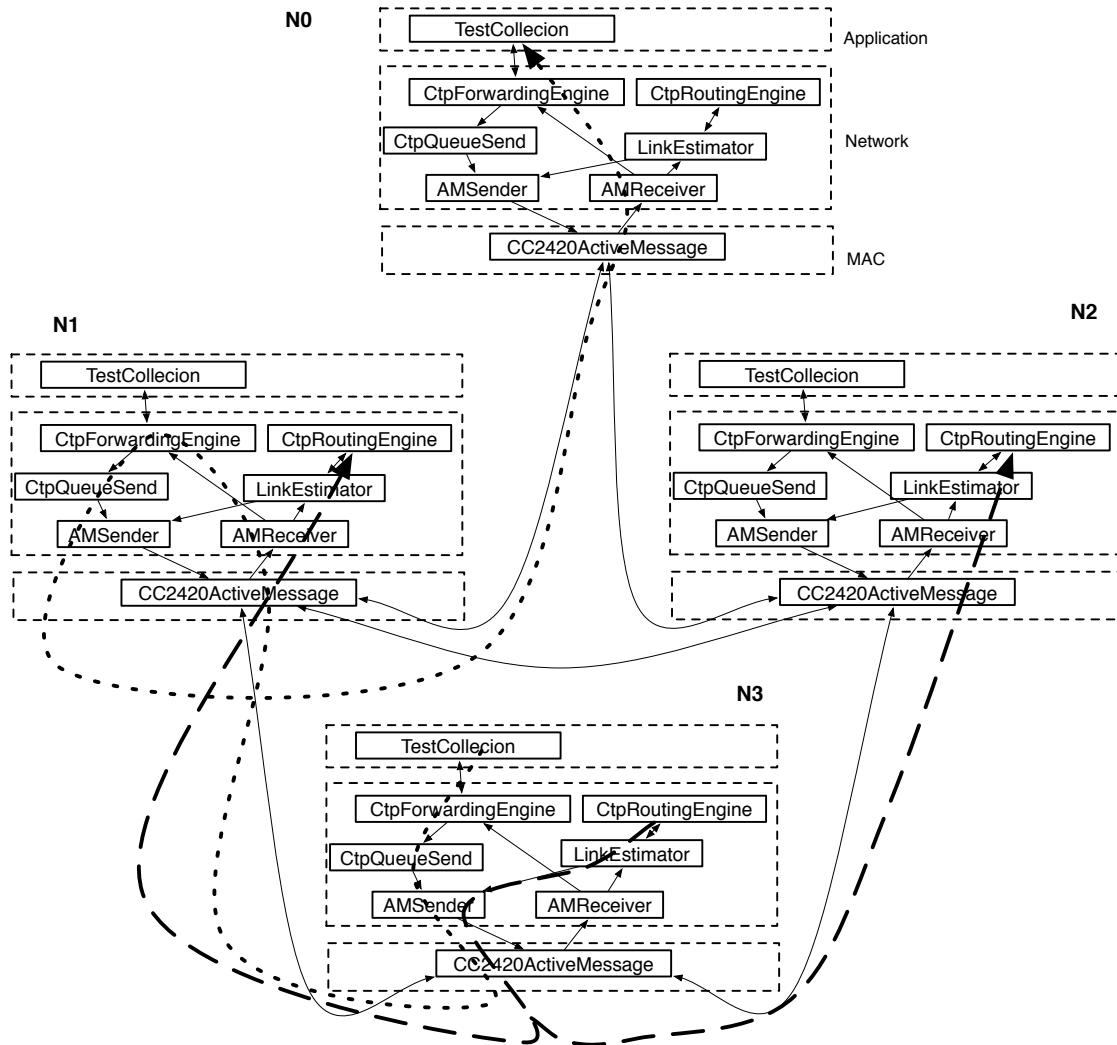 N0
TestCollecion
Application
CtpForwardingEngine
CtpRoutingEngine
CtpQueueSend
LinkEstimator
Network
AMSender
AMReceiver
CC2420ActiveMessage
MAC
N1
TestCollecion
CtpForwardingEngine
CtpRoutingEngine
CtpQueueSend
LinkEstimator
AMSender
AMReceiver
CC2420ActiveMessage
N2
TestCollecion
CtpForwardingEngine
CtpRoutingEngine
CtpQueueSend
LinkEstimator
AMSender
AMReceiver
CC2420ActiveMessage
N3
TestCollecion
CtpForwardingEngine
CtpRoutingEngine
CtpQueueSend
LinkEstimator
AMSender
AMReceiver
CC2420ActiveMessage